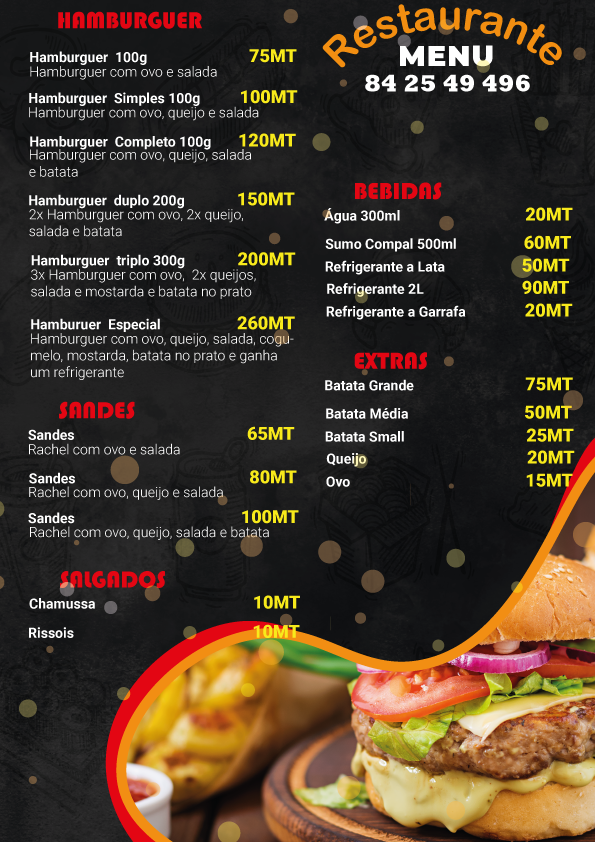 HAMBURGUER
Hamburguer 100g 75MT
Hamburguer com ovo e salada
Hamburguer Simples 100g 100MT
Hamburguer com ovo, queijo e salada
Hamburguer Completo 100g 120MT
Hamburguer com ovo, queijo, salada
e batata
Hamburguer duplo 200g 150MT
2x Hamburguer com ovo, 2x queijo,
salada e batata
Hamburguer triplo 300g 200MT
3x Hamburguer com ovo, 2x queijos,
salada e mostarda e batata no prato
Hamburuer Especial 260MT
Hamburguer com ovo, queijo, salada, cogu-
melo, mostarda, batata no prato e ganha
um refrigerante
SANDES
Sandes 65MT
Rachel com ovo e salada
Sandes 80MT
Rachel com ovo, queijo e salada
Sandes 100MT
Rachel com ovo, queijo, salada e batata
SALGADOS
Chamussa 10MT
Rissois 10MT
Restaurante
MENU
84 25 49 496
BEBIDAS
Água 300ml 20MT
Sumo Compal 500ml 60MT
Refrigerante a Lata 50MT
Refrigerante 2L 90MT
Refrigerante a Garrafa 20MT
EXTRAS
Batata Grande 75MT
Batata Média 50MT
Batata Small 25MT
Queijo 20MT
Ovo 15MT